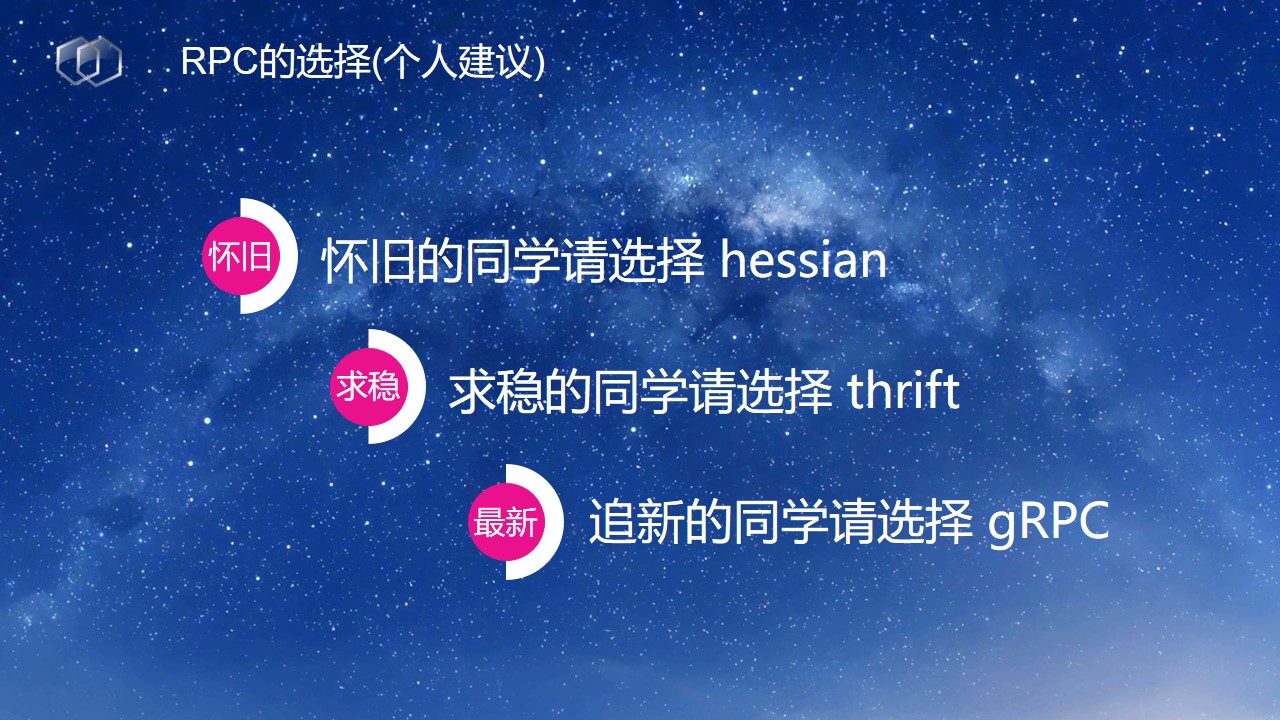 RPC的选择(个人建议)
怀旧
怀旧的同学请选择 hessian
求稳
求稳的同学请选择 thrift
最新
追新的同学请选择 gRPC